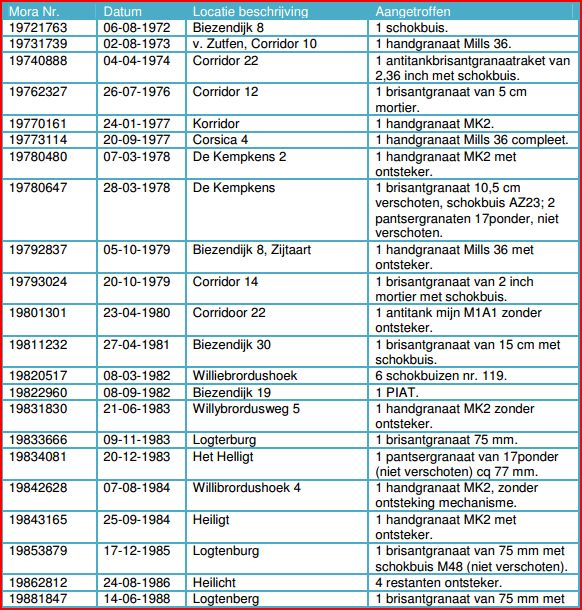 Mora Nr. Datum Locatie beschrijving Aangetroffen
19721763 06-08-1972 Biezendijk 8 1 schokbuis.
19731739 02-08-1973 v. Zutfen, Corridor 10 1 handgranaat Mills 36.
19740888 04-04-1974 Corridor 22 1 antitankbrisantgranaatraket van
2,36 inch met schokbuis.
19762327 26-07-1976 Corridor 12 1 brisantgranaat van 5 cm
mortier.
19770161 24-01-1977 Korridor 1 handgranaat MK2.
19773114 20-09-1977 Corsica 4 1 handgranaat Mills 36 compleet.
19780480 07-03-1978 De Kempkens 2 1 handgranaat MK2 met
ontsteker.
19780647 28-03-1978 De Kempkens 1 brisantgranaat 10,5 cm
verschoten, schokbuis AZ23; 2
pantsergranaten 17ponder, niet
verschoten.
19792837 05-10-1979 Biezendijk 8, Zijtaart 1 handgranaat Mills 36 met
ontsteker.
19793024 20-10-1979 Corridor 14 1 brisantgranaat van 2 inch
mortier met schokbuis.
19801301 23-04-1980 Corridoor 22 1 antitank mijn M1A1 zonder
ontsteker.
19811232 27-04-1981 Biezendijk 30 1 brisantgranaat van 15 cm met
schokbuis.
19820517 08-03-1982 Williebrordushoek 6 schokbuizen nr. 119.
19822960 08-09-1982 Biezendijk 19 1 PIAT.
19831830 21-06-1983 Willybrordusweg 5 1 handgranaat MK2 zonder
ontsteker.
19833666 09-11-1983 Logterburg 1 brisantgranaat 75 mm.
19834081 20-12-1983 Het Helligt 1 pantsergranaat van 17ponder
(niet verschoten) cq 77 mm.
19842628 07-08-1984 Willibrordushoek 4 1 handgranaat MK2, zonder
ontsteking mechanisme.
19843165 25-09-1984 Heiligt 1 handgranaat MK2 met
ontsteker.
19853879 17-12-1985 Logtenburg 1 brisantgranaat van 75 mm met
schokbuis M48 (niet verschoten).
19862812 24-08-1986 Heilicht 4 restanten ontsteker.
19881847 14-06-1988 Logtenberg 1 brisantgranaat van 75 mm met